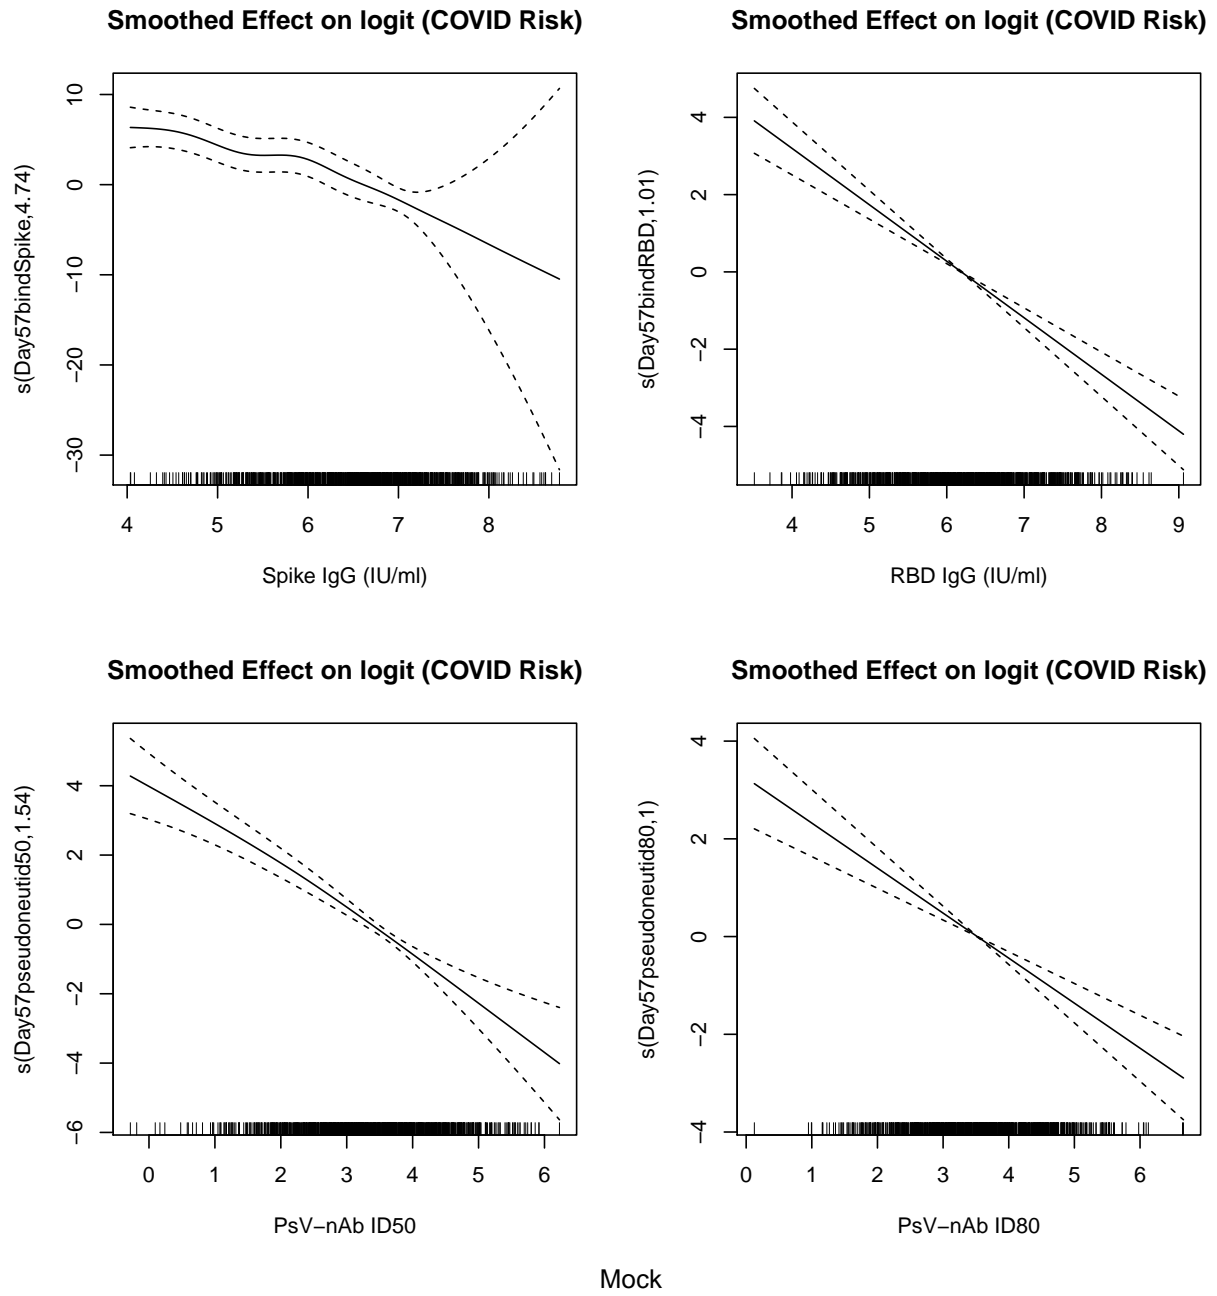 Smoothed Effect on logit (COVID Risk)
s(Day57bindSpike,4.74)
10
0
−10
−20
−30
4 5 6 7 8
Spike IgG (IU/ml)
Smoothed Effect on logit (COVID Risk)
s(Day57bindRBD,1.01)
4
2
0
−2
−4
4 5 6 7 8 9
RBD IgG (IU/ml)
Smoothed Effect on logit (COVID Risk)
s(Day57pseudoneutid50,1.54)
4
2
0
−2
−4
−6
0 1 2 3 4 5 6
PsV−nAb ID50
Smoothed Effect on logit (COVID Risk)
s(Day57pseudoneutid80,1)
4
2
0
−2
−4
0 1 2 3 4 5 6
PsV−nAb ID80
Mock